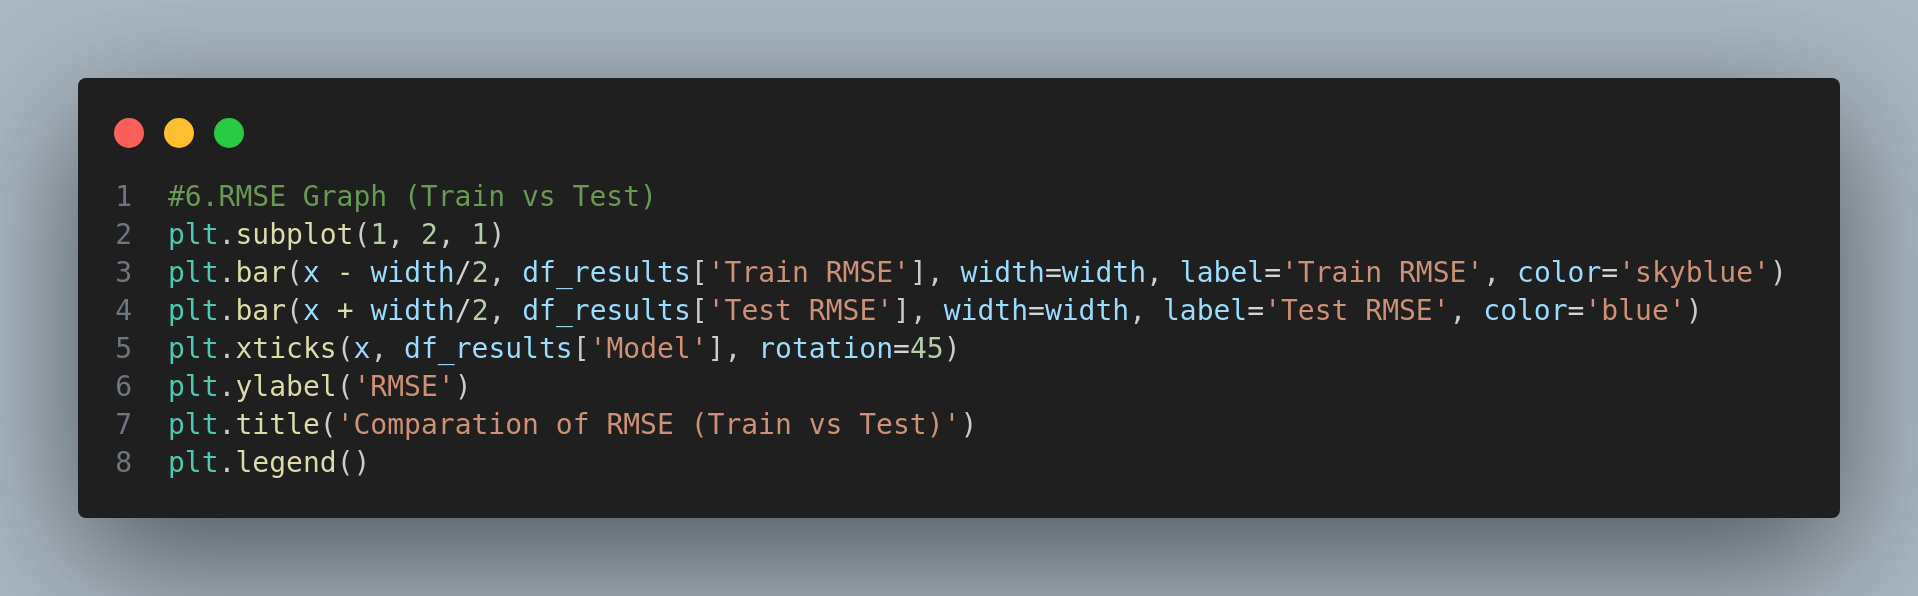 1 #6.RMSE Graph (Train vs Test)
2 plt.subplot(1, 2, 1)
3 plt.bar(x - width/2, df_results['Train RMSE'], width=width, label='Train RMSE', color='skyblue')
4 plt.bar(x + width/2, df_results['Test RMSE'], width=width, label='Test RMSE', color='blue')
5 plt.xticks(x, df_results['Model'], rotation=45)
6 plt.ylabel('RMSE')
7 plt.title('Comparation of RMSE (Train vs Test)')
8 plt.legend()